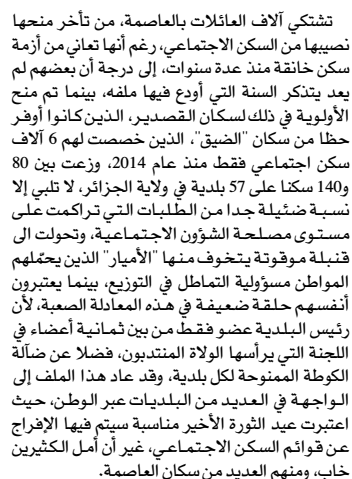 تشتكي آلاف العائلات بالعاصمة، من تأخر منحها
نصيبها من السكن الاجتماعي، رغم أنها تعاني من أزمة
سكن خانقة منذ عدة سنوات، إلى درجة أن بعضهم لم
يعد يتذكر السنة التي أودع فيها ملفه، بينما تم منح
الأولوية في ذلك لسكان القصدير، الذين كانوا أوفر
حظا من سكان "الضيق"، الذين خصصت لهم 6 آلاف
سكن اجتماعي فقط منذ عام 2014، وزعت بين 80
و140 سكنا على 57 بلدية في ولاية الجزائر، لا تلبي إلا
نسبة ضئيلة جدا من الطلبات التي تراكمت على
مستوى مصلحة الشؤون الاجتماعية، وتحولت الى
قنبلة موقوتة يتخوف منها "الأميار" الذين يحمّلهم
المواطن مسؤولية التماطل في التوزيع، بينما يعتبرون
أنفسهم حلقة ضعيفة في هذه المعادلة الصعبة، لأن
رئيس البلدية عضو فقط من بين ثمانية أعضاء في
اللجنة التي يرأسها الولاة المنتدبون، فضلا عن ضآلة
الكوطة الممنوحة لكل بلدية، وقد عاد هذا الملف إلى
الواجهة في العديد من البلديات عبر الوطن، حيث
اعتبرت عيد الثورة الأخير مناسبة سيتم فيها الإفراج
عن قوائم السكن الاجتماعي، غير أن أمل الكثيرين
خاب، ومنهم العديد من سكان العاصمة.